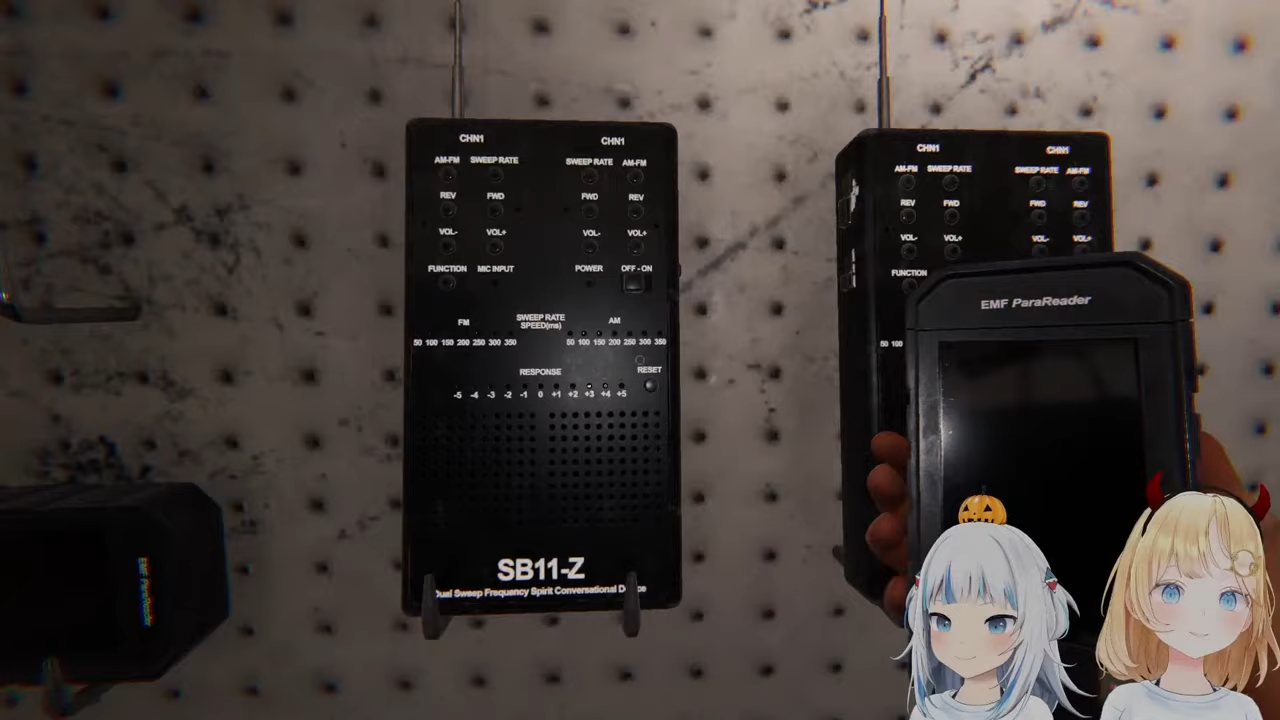 CHN1 CHN1
AM-FM SWEEP RATE SWEEP RATE AM-FM
REV FWD FWD REV
VOL- VOL+ VOL- VOL+
FUNCTION MIC INPUT POWER OFF - ON
FM SWEEP RATE SPEED(ms) AM
50 100 150 200 250 300 350 50 100 150 200 250 300 350
RESPONSE RESET
-5 -4 -3 -2 -1 0 +1 +2 +3 +4 +5
SB11-Z
Dual Sweep Frequency Spirit Conversational Device
CHN1 CHN1
AM-FM SWEEP RATE SWEEP RATE AM-FM
REV FWD FWD REV
VOL- VOL+ VOL- VOL+
FUNCTION
50 100
EMF ParaReader
EMF ParaReader